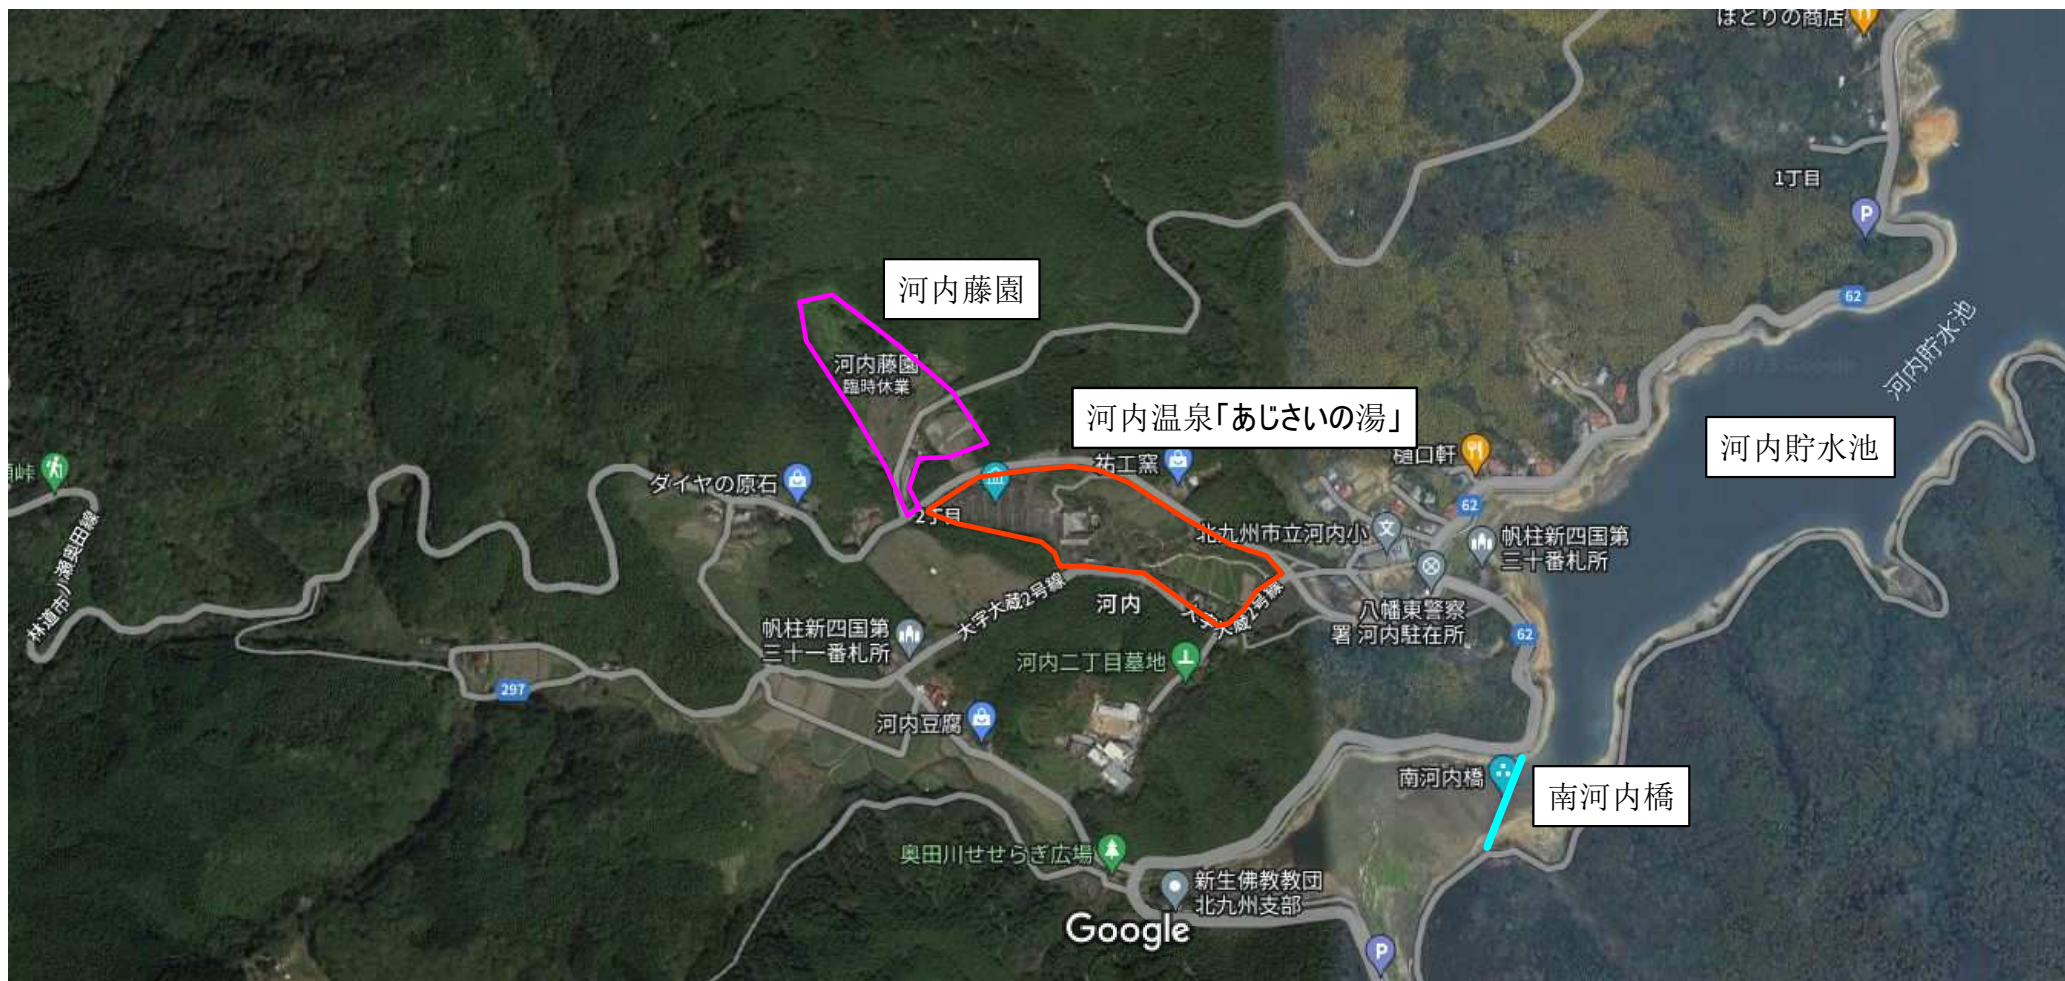 ほとりの商店
1丁目
62
河内貯水池
河内藤園
河内藤園
臨時休業
河内温泉「あじさいの湯」
河内貯水池
祐工窯
樋口軒
ダイヤの原石
62
2丁目
北九州市立河内小
帆柱新四国第
三十番札所
林道市ノ瀬奥田線
大字大蔵2号線
河内
大字大蔵2号線
八幡東警察
署 河内駐在所
62
帆柱新四国第
三十一番札所
河内二丁目墓地
297
河内豆腐
南河内橋
南河内橋
奥田川せせらぎ広場
新生佛教教団
北九州支部
Google
P
P